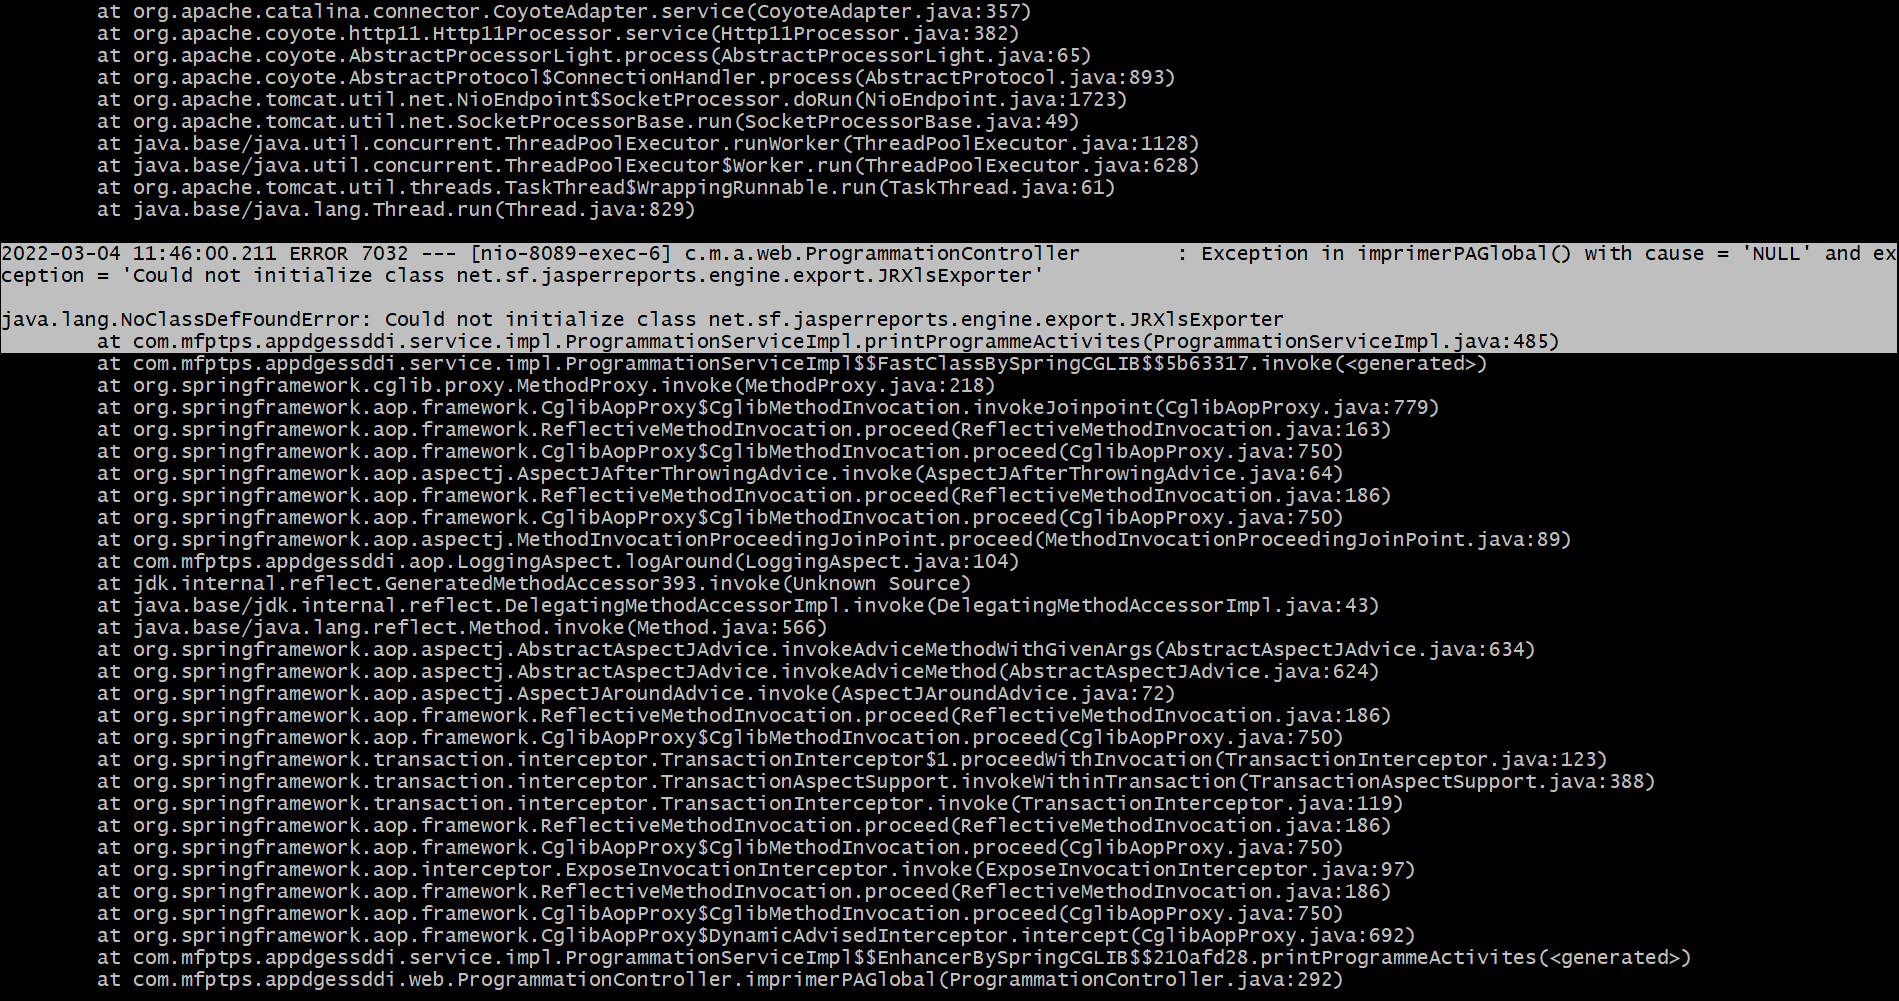 at org.apache.catalina.connector.CoyoteAdapter.service(CoyoteAdapter.java:357)
at org.apache.coyote.http11.Http11Processor.service(Http11Processor.java:382)
at org.apache.coyote.AbstractProcessorLight.process(AbstractProcessorLight.java:65)
at org.apache.coyote.AbstractProtocol$ConnectionHandler.process(AbstractProtocol.java:893)
at org.apache.tomcat.util.net.NioEndpoint$SocketProcessor.doRun(NioEndpoint.java:1723)
at org.apache.tomcat.util.net.SocketProcessorBase.run(SocketProcessorBase.java:49)
at java.base/java.util.concurrent.ThreadPoolExecutor.runWorker(ThreadPoolExecutor.java:1128)
at java.base/java.util.concurrent.ThreadPoolExecutor$Worker.run(ThreadPoolExecutor.java:628)
at org.apache.tomcat.util.threads.TaskThread$WrappingRunnable.run(TaskThread.java:61)
at java.base/java.lang.Thread.run(Thread.java:829)
2022-03-04 11:46:00.211 ERROR 7032 --- [nio-8089-exec-6] c.m.a.web.ProgrammationController : Exception in imprimerPAGlobal() with cause = 'NULL' and ex
ception = 'Could not initialize class net.sf.jasperreports.engine.export.JRXlsExporter'
java.lang.NoClassDefFoundError: Could not initialize class net.sf.jasperreports.engine.export.JRXlsExporter
at com.mfptps.appdgessddi.service.impl.ProgrammationServiceImpl.printProgrammeActivites(ProgrammationServiceImpl.java:485)
at com.mfptps.appdgessddi.service.impl.ProgrammationServiceImpl$$FastClassBySpringCGLIB$$5b63317.invoke(<generated>)
at org.springframework.cglib.proxy.MethodProxy.invoke(MethodProxy.java:218)
at org.springframework.aop.framework.CglibAopProxy$CglibMethodInvocation.invokeJoinpoint(CglibAopProxy.java:779)
at org.springframework.aop.framework.ReflectiveMethodInvocation.proceed(ReflectiveMethodInvocation.java:163)
at org.springframework.aop.framework.CglibAopProxy$CglibMethodInvocation.proceed(CglibAopProxy.java:750)
at org.springframework.aop.aspectj.AspectJAfterThrowingAdvice.invoke(AspectJAfterThrowingAdvice.java:64)
at org.springframework.aop.framework.ReflectiveMethodInvocation.proceed(ReflectiveMethodInvocation.java:186)
at org.springframework.aop.framework.CglibAopProxy$CglibMethodInvocation.proceed(CglibAopProxy.java:750)
at org.springframework.aop.aspectj.MethodInvocationProceedingJoinPoint.proceed(MethodInvocationProceedingJoinPoint.java:89)
at com.mfptps.appdgessddi.aop.LoggingAspect.logAround(LoggingAspect.java:104)
at jdk.internal.reflect.GeneratedMethodAccessor393.invoke(Unknown Source)
at java.base/jdk.internal.reflect.DelegatingMethodAccessorImpl.invoke(DelegatingMethodAccessorImpl.java:43)
at java.base/java.lang.reflect.Method.invoke(Method.java:566)
at org.springframework.aop.aspectj.AbstractAspectJAdvice.invokeAdviceMethodWithGivenArgs(AbstractAspectJAdvice.java:634)
at org.springframework.aop.aspectj.AbstractAspectJAdvice.invokeAdviceMethod(AbstractAspectJAdvice.java:624)
at org.springframework.aop.aspectj.AspectJAroundAdvice.invoke(AspectJAroundAdvice.java:72)
at org.springframework.aop.framework.ReflectiveMethodInvocation.proceed(ReflectiveMethodInvocation.java:186)
at org.springframework.aop.framework.CglibAopProxy$CglibMethodInvocation.proceed(CglibAopProxy.java:750)
at org.springframework.transaction.interceptor.TransactionInterceptor$1.proceedWithInvocation(TransactionInterceptor.java:123)
at org.springframework.transaction.interceptor.TransactionAspectSupport.invokeWithinTransaction(TransactionAspectSupport.java:388)
at org.springframework.transaction.interceptor.TransactionInterceptor.invoke(TransactionInterceptor.java:119)
at org.springframework.aop.framework.ReflectiveMethodInvocation.proceed(ReflectiveMethodInvocation.java:186)
at org.springframework.aop.framework.CglibAopProxy$CglibMethodInvocation.proceed(CglibAopProxy.java:750)
at org.springframework.aop.interceptor.ExposeInvocationInterceptor.invoke(ExposeInvocationInterceptor.java:97)
at org.springframework.aop.framework.ReflectiveMethodInvocation.proceed(ReflectiveMethodInvocation.java:186)
at org.springframework.aop.framework.CglibAopProxy$CglibMethodInvocation.proceed(CglibAopProxy.java:750)
at org.springframework.aop.framework.CglibAopProxy$DynamicAdvisedInterceptor.intercept(CglibAopProxy.java:692)
at com.mfptps.appdgessddi.service.impl.ProgrammationServiceImpl$$EnhancerBySpringCGLIB$$210afd28.printProgrammeActivites(<generated>)
at com.mfptps.appdgessddi.web.ProgrammationController.imprimerPAGlobal(ProgrammationController.java:292)